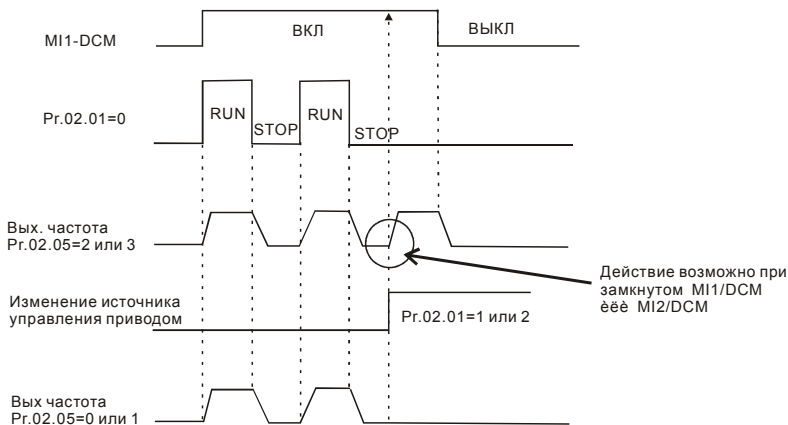 ВКЛ
ВЫКЛ
MI1-DCM
RUN
RUN
Pr.02.01=0
STOP
STOP
Вых. частота
Pr.02.05=2 или 3
Действие возможно при
замкнутом MI1/DCM
èëè MI2/DCM
Изменение источника
управления приводом
Pr.02.01=1 или 2
Вых частота
Pr.02.05=0 или 1